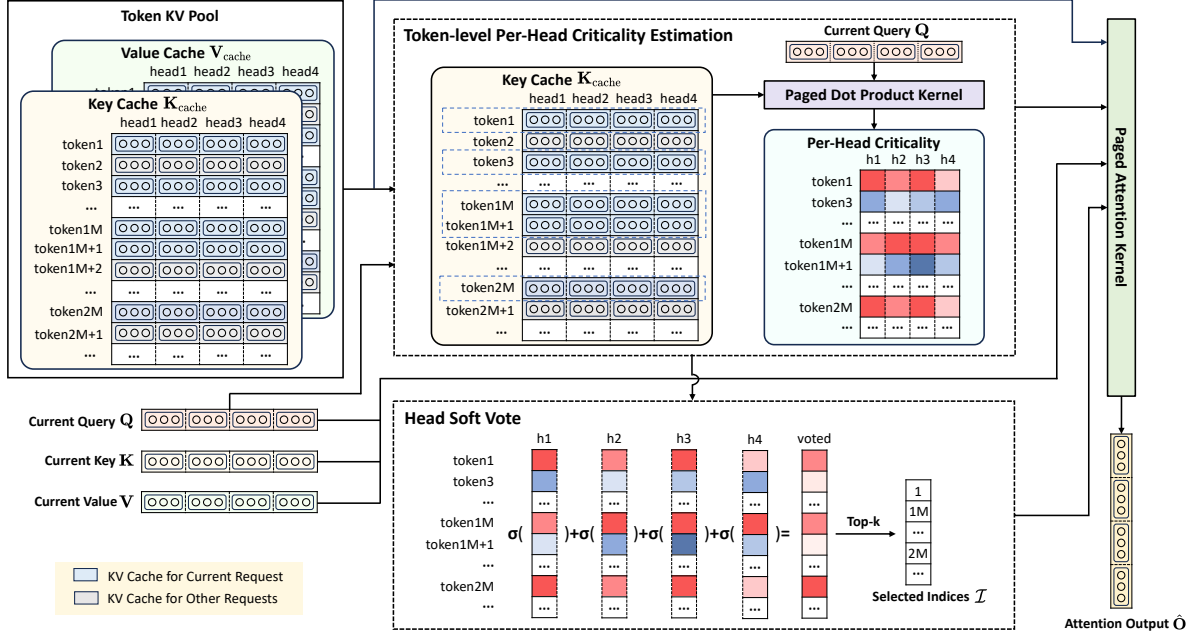 Token KV Pool
Value Cache V_cache
head1 head2 head3 head4
Key Cache K_cache
head1 head2 head3 head4
token1
token2
token3
... ... ... ... ...
token1M
token1M+1
token1M+2
... ... ... ... ...
token2M
token2M+1
... ... ... ... ...
Current Query Q
Current Key K
Current Value V
KV Cache for Current Request
KV Cache for Other Requests
Token-level Per-Head Criticality Estimation
Key Cache K_cache
head1 head2 head3 head4
token1
token2
token3
... ... ... ... ...
token1M
token1M+1
token1M+2
... ... ... ... ...
token2M
token2M+1
... ... ... ... ...
Current Query Q
Paged Dot Product Kernel
Per-Head Criticality
h1 h2 h3 h4
token1
token3
... ... ... ... ...
token1M
token1M+1
... ... ... ... ...
token2M
... ... ... ... ...
Head Soft Vote
h1 h2 h3 h4 voted
token1
token3
... ... ... ... ... ...
token1M
token1M+1
σ( )+σ( )+σ( )+σ( )=
... ... ... ... ... ...
token2M
... ... ... ... ... ...
Top-k
1
1M
...
2M
...
Selected Indices I
Paged Attention Kernel
Attention Output Ô